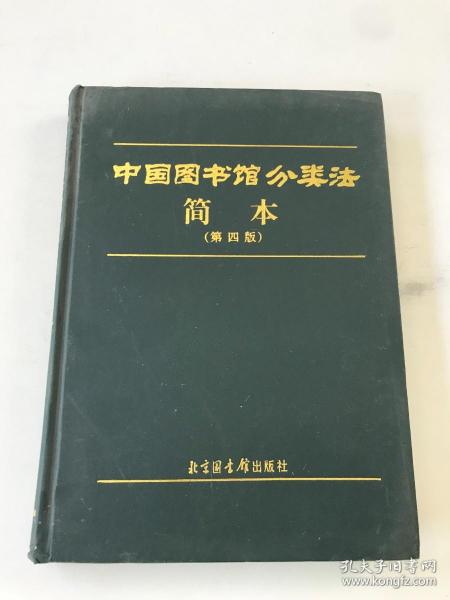 中国图书馆分类法
简 本
(第四版)
北京图书馆出版社
孔夫子旧书网
www.kongfz.com